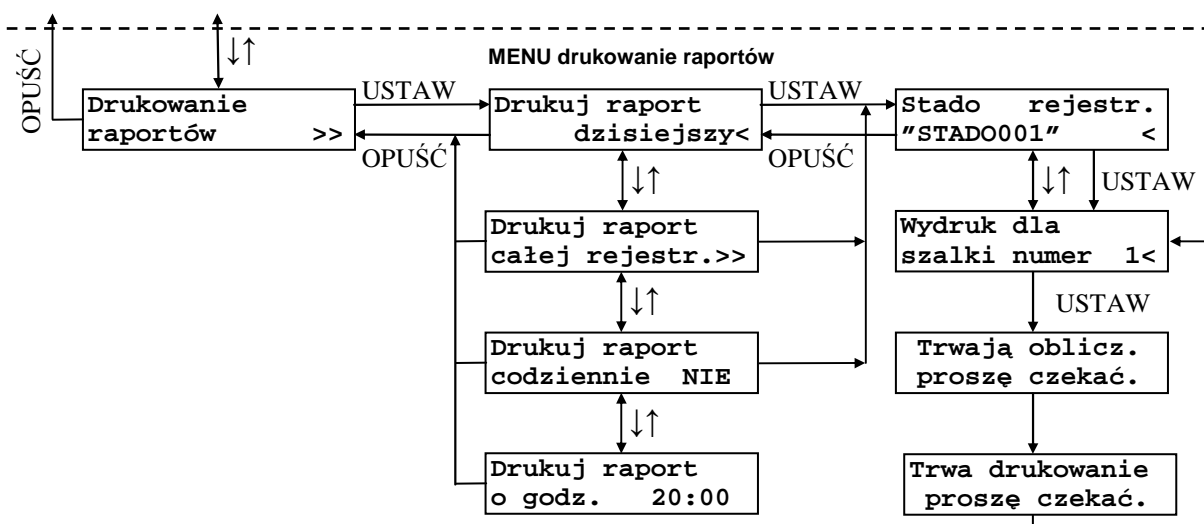 OPUŚĆ
↓↑
MENU drukowanie raportów
Drukowanie
raportów >>
USTAW
OPUŚĆ
Drukuj raport
dzisiejszy<
USTAW
OPUŚĆ
Stado rejestr.
"STADO001" <
↓↑
↓↑ USTAW
Drukuj raport
całej rejestr.>>
Wydruk dla
szalki numer 1<
↓↑
USTAW
Drukuj raport
codziennie NIE
Trwają oblicz.
proszę czekać.
↓↑
Drukuj raport
o godz. 20:00
Trwa drukowanie
proszę czekać.